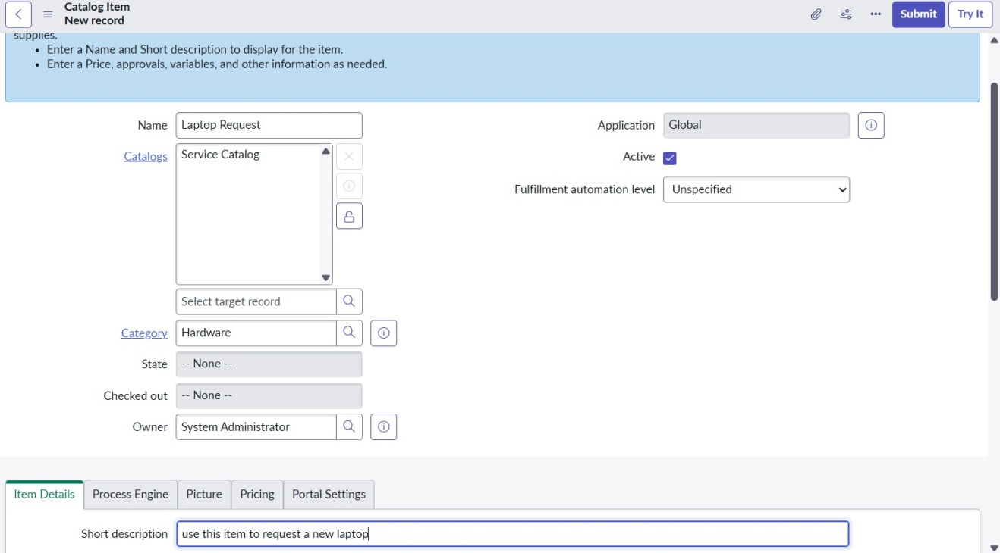 Catalog Item
New record
Submit
Try It
supplies.
• Enter a Name and Short description to display for the item.
• Enter a Price, approvals, variables, and other information as needed.
Name
Laptop Request
Catalogs
Service Catalog
Select target record
Category
Hardware
State
-- None --
Checked out
-- None --
Owner
System Administrator
Application
Global
Active
Fulfillment automation level
Unspecified
Item Details
Process Engine
Picture
Pricing
Portal Settings
Short description
use this item to request a new laptop